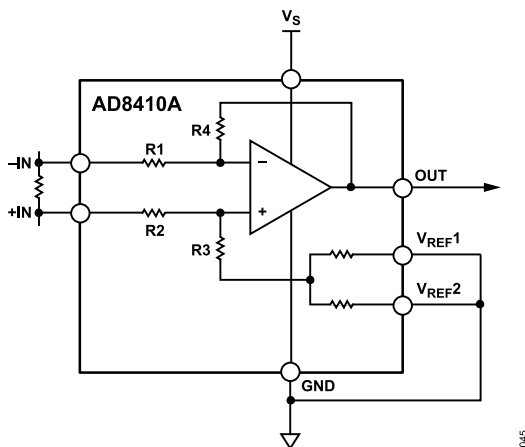 VS
AD8410A
R4
R1
–IN
OUT
+IN
R2
R3
VREF1
VREF2
GND
045